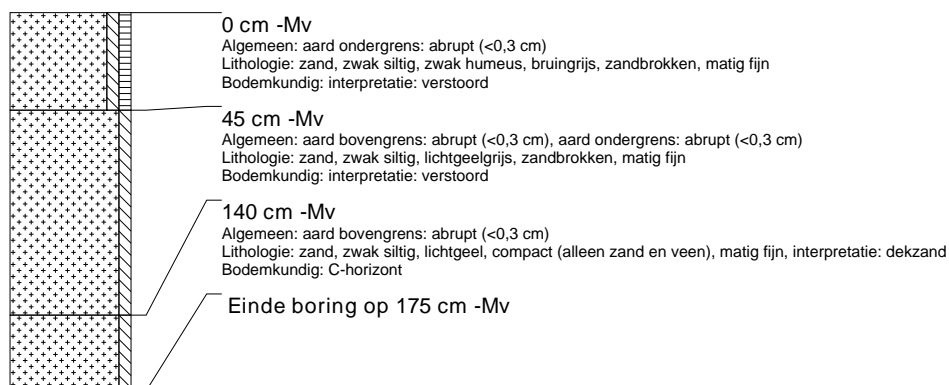 0 cm -Mv
Algemeen: aard ondergrens: abrupt (<0,3 cm)
Lithologie: zand, zwak siltig, zwak humeus, bruingrijs, zandbrokken, matig fijn
Bodemkundig: interpretatie: verstoord
45 cm -Mv
Algemeen: aard bovengrens: abrupt (<0,3 cm), aard ondergrens: abrupt (<0,3 cm)
Lithologie: zand, zwak siltig, lichtgeelgrijs, zandbrokken, matig fijn
Bodemkundig: interpretatie: verstoord
140 cm -Mv
Algemeen: aard bovengrens: abrupt (<0,3 cm)
Lithologie: zand, zwak siltig, lichtgeel, compact (alleen zand en veen), matig fijn, interpretatie: dekzand
Bodemkundig: C-horizont
Einde boring op 175 cm -Mv